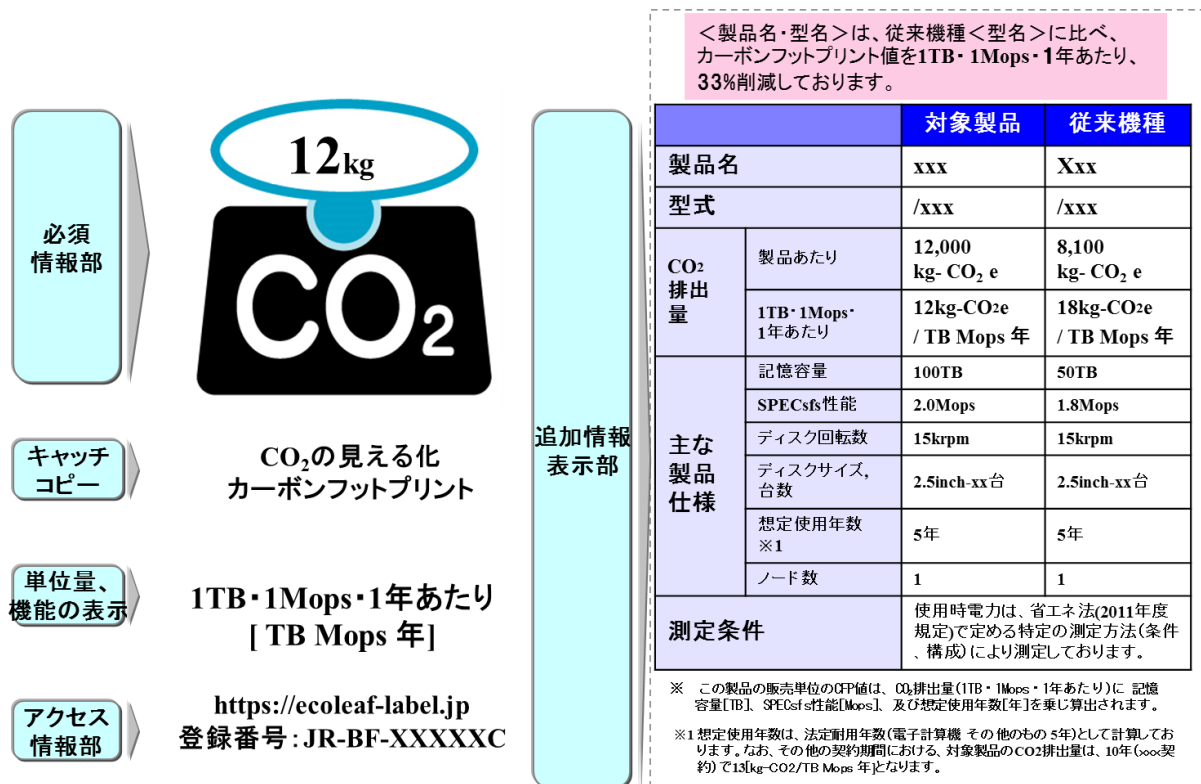 ＜製品名・型名＞は、従来機種＜型名＞に比べ、
カーボンフットプリント値を1TB・1Mops・1年あたり、
33%削減しております。
必須
情報部
12kg
CO2
キャッチ
コピー
CO2の見える化
カーボンフットプリント
単位量、
機能の表示
1TB・1Mops・1年あたり
[ TB Mops 年]
アクセス
情報部
https://ecoleaf-label.jp
登録番号：JR-BF-XXXXXC
追加情報
表示部
対象製品 従来機種
製品名 xxx Xxx
型式 /xxx /xxx
CO2
排出
量
製品あたり
12,000
kg- CO2 e
8,100
kg- CO2 e
1TB・1Mops・
1年あたり
12kg-CO2e
/ TB Mops 年
18kg-CO2e
/ TB Mops 年
主な
製品
仕様
記憶容量 100TB 50TB
SPECsfs性能 2.0Mops 1.8Mops
ディスク回転数 15krpm 15krpm
ディスクサイズ,
台数
2.5inch-xx台 2.5inch-xx台
想定使用年数
※1
5年 5年
ノード数 1 1
測定条件
使用時電力は、省エネ法(2011年度
規定)で定める特定の測定方法(条件
、構成)により測定しております。
※ この製品の販売単位のCFP値は、CO2排出量(1TB・1Mops・1年あたり)に 記憶
容量[TB]、SPECsfs性能[Mops]、及び想定使用年数[年]を乗じ算出されます。
※1 想定使用年数は、法定耐用年数(電子計算機 その他のもの 5年)として計算してお
ります。なお、その他の契約期間における、対象製品のCO2排出量は、10年(xxx契
約) で13[kg-CO2/TB Mops 年]となります。